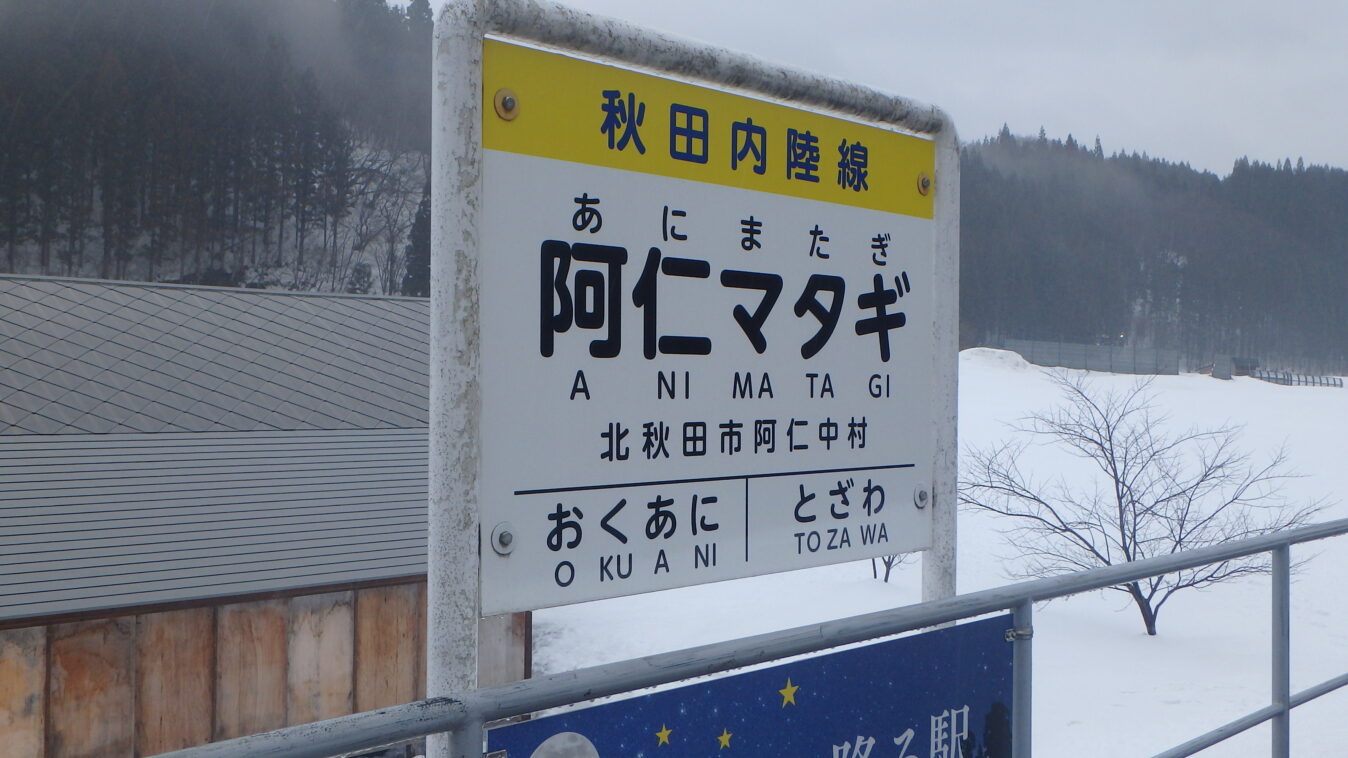 秋田内陸線
あにまたぎ
阿仁マタギ
A NI MA TA GI
北秋田市阿仁中村
おくあに とざわ
O KU A NI TO ZA WA
る駅